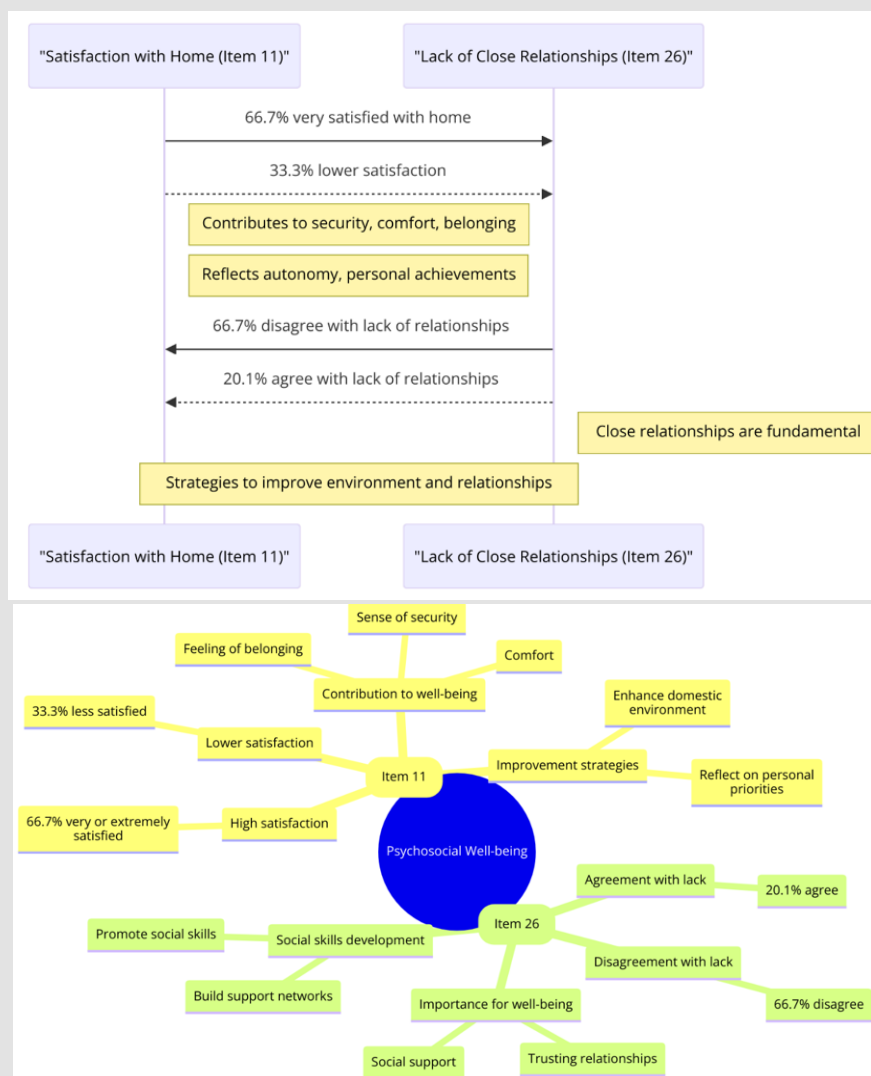 "Satisfaction with Home (Item 11)"
"Lack of Close Relationships (Item 26)"
66.7% very satisfied with home
33.3% lower satisfaction
Contributes to security, comfort, belonging
Reflects autonomy, personal achievements
66.7% disagree with lack of relationships
20.1% agree with lack of relationships
Close relationships are fundamental
Strategies to improve environment and relationships
"Satisfaction with Home (Item 11)"
"Lack of Close Relationships (Item 26)"
Sense of security
Feeling of belonging
Comfort
Contribution to well-being
Enhance domestic
environment
33.3% less satisfied
Lower satisfaction
Improvement strategies
Item 11
Reflect on personal
priorities
66.7% very or extremely
satisfied
High satisfaction
Psychosocial Well-being
Agreement with lack
20.1% agree
Item 26
Promote social skills
Social skills development
Disagreement with lack
Build support networks
Importance for well-being
66.7% disagree
Social support
Trusting relationships